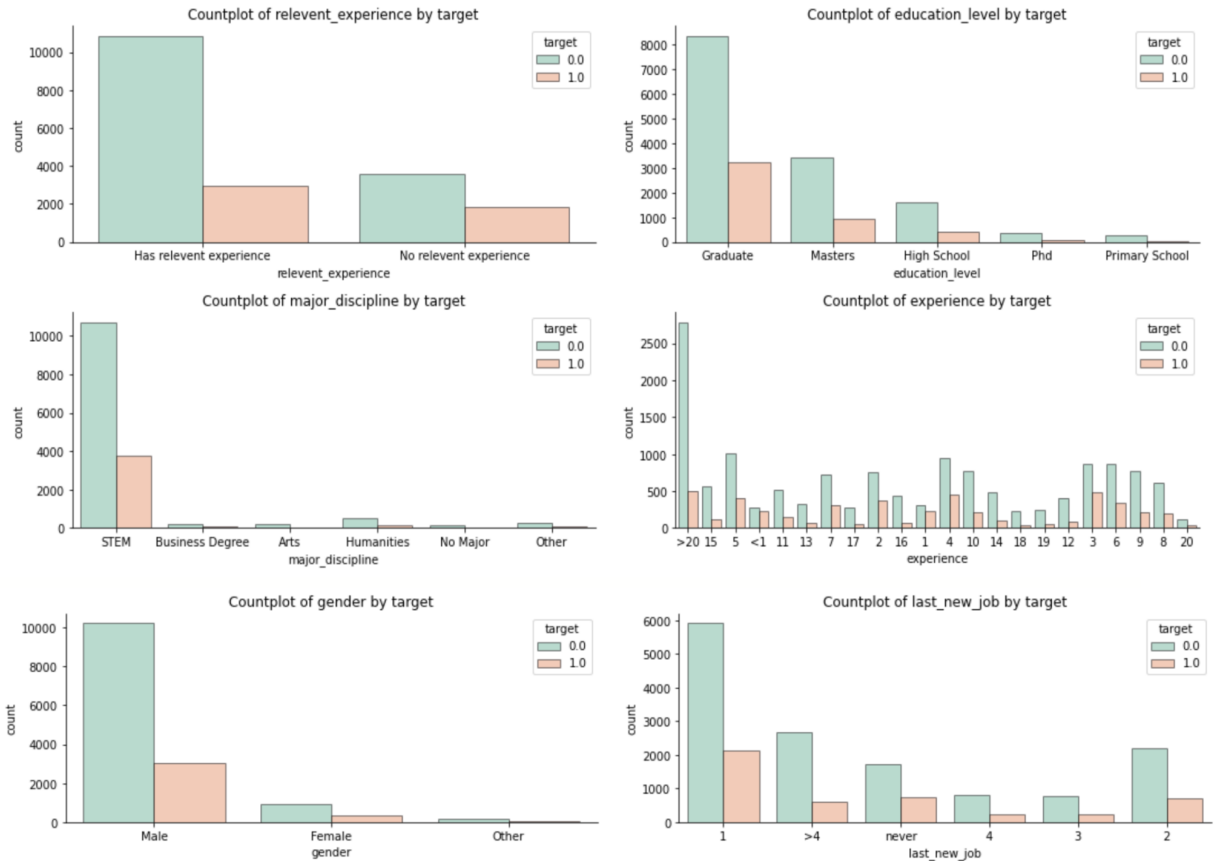 Countplot of relevent_experience by target
target
0.0
1.0
10000
8000
6000
4000
2000
0
count
Has relevent experience No relevent experience
relevent_experience
Countplot of education_level by target
target
0.0
1.0
8000
7000
6000
5000
4000
3000
2000
1000
0
count
Graduate Masters High School Phd Primary School
education_level
Countplot of major_discipline by target
target
0.0
1.0
10000
8000
6000
4000
2000
0
count
STEM Business Degree Arts Humanities No Major Other
major_discipline
Countplot of experience by target
target
0.0
1.0
2500
2000
1500
1000
500
0
count
>20 15 5 <1 11 13 7 17 2 16 1 4 10 14 18 19 12 3 6 9 8 20
experience
Countplot of gender by target
target
0.0
1.0
10000
8000
6000
4000
2000
0
count
Male Female Other
gender
Countplot of last_new_job by target
target
0.0
1.0
6000
5000
4000
3000
2000
1000
0
count
1 >4 never 4 3 2
last_new_job